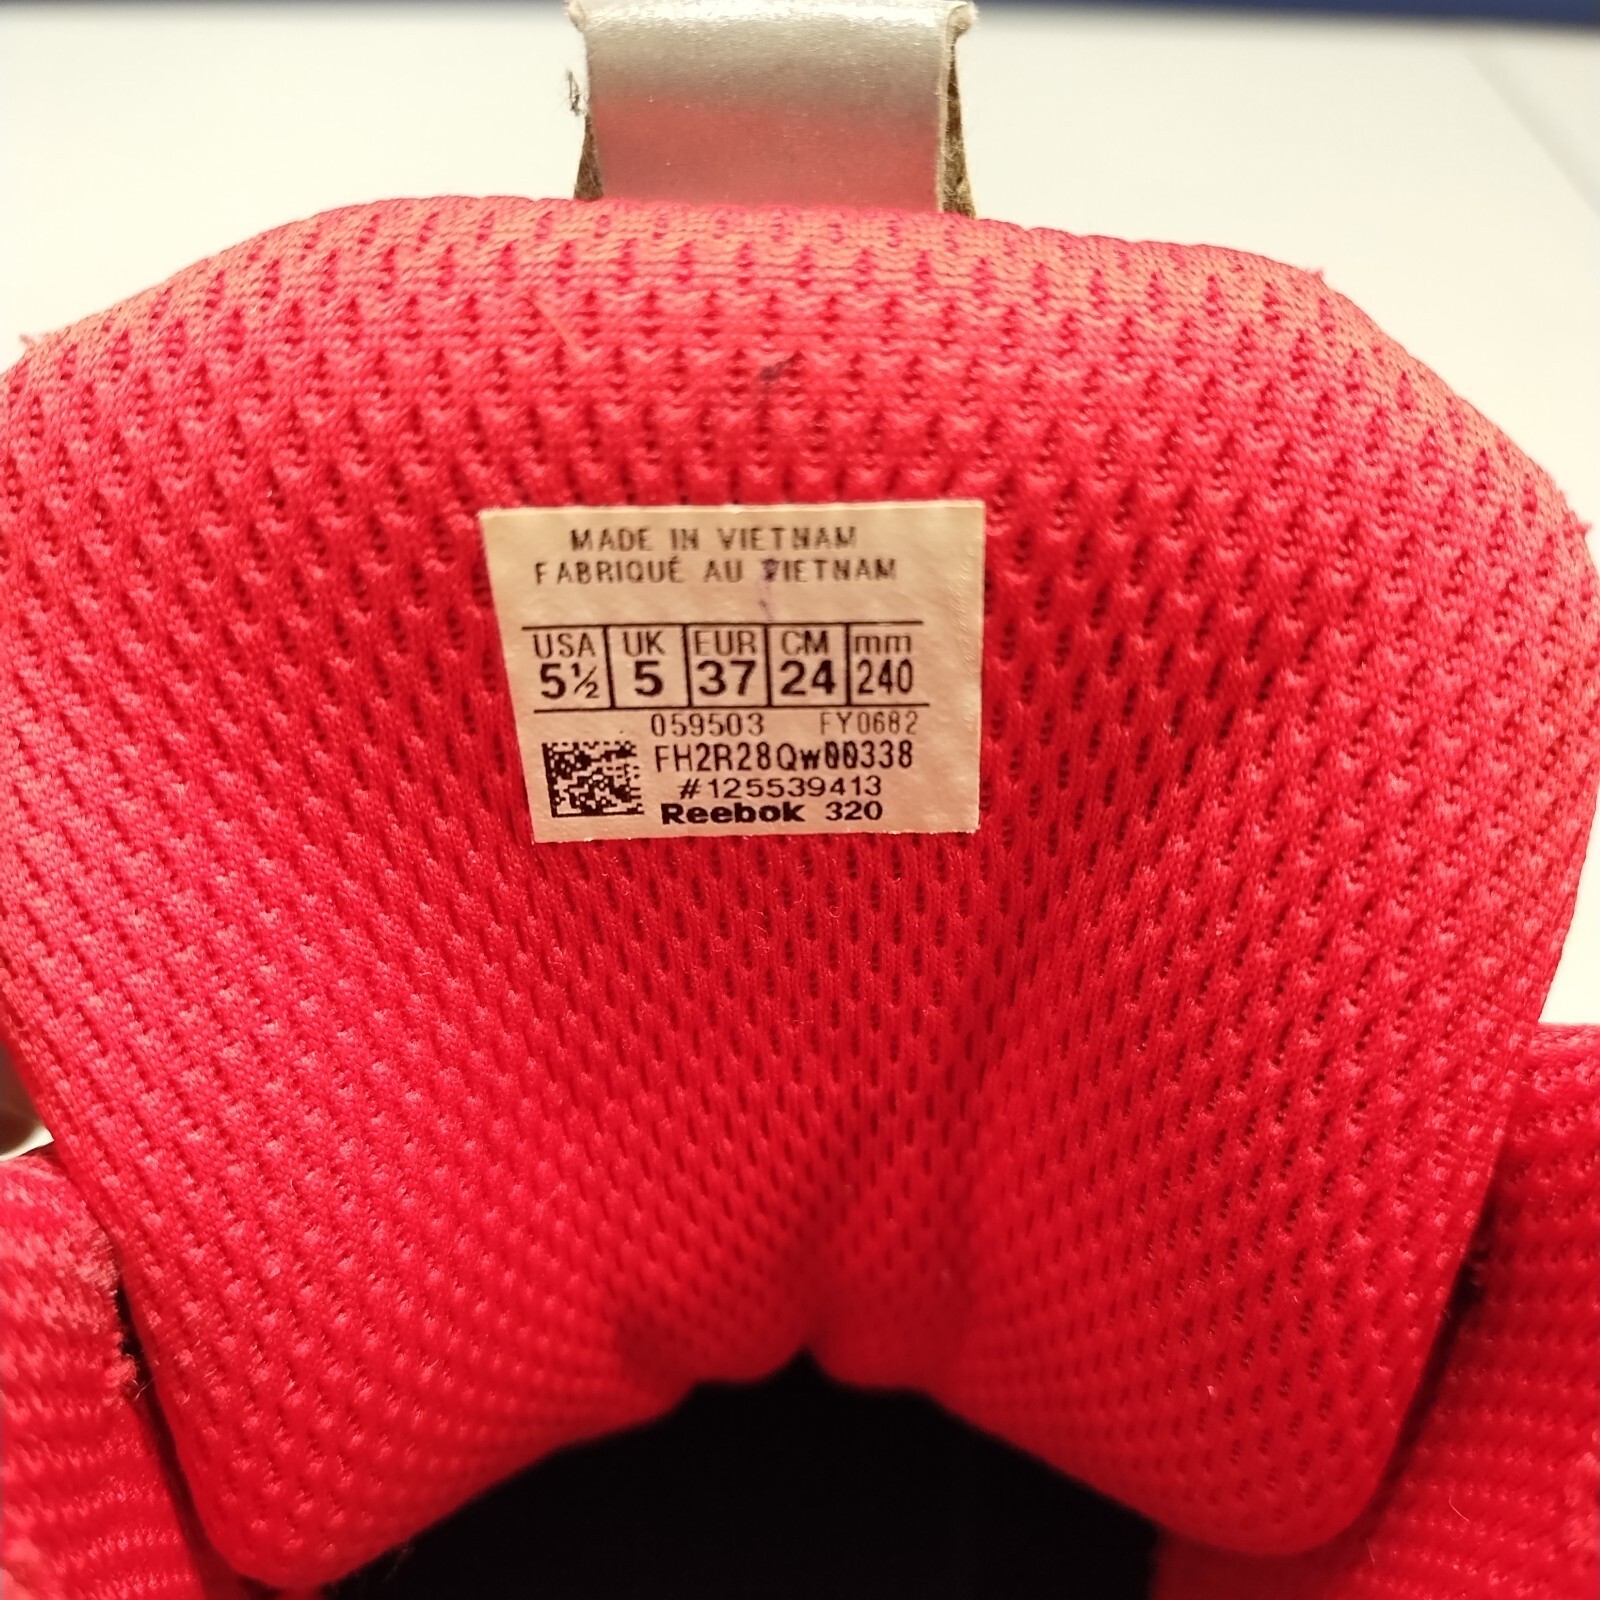 MADE IN VIETNAM
FABRIQUÉ AU VIETNAM
USA UK EUR CM mm
5½ 5 37 24 240
059503 FY0682
FH2R28Qw00338
#125539413
Reebok 320